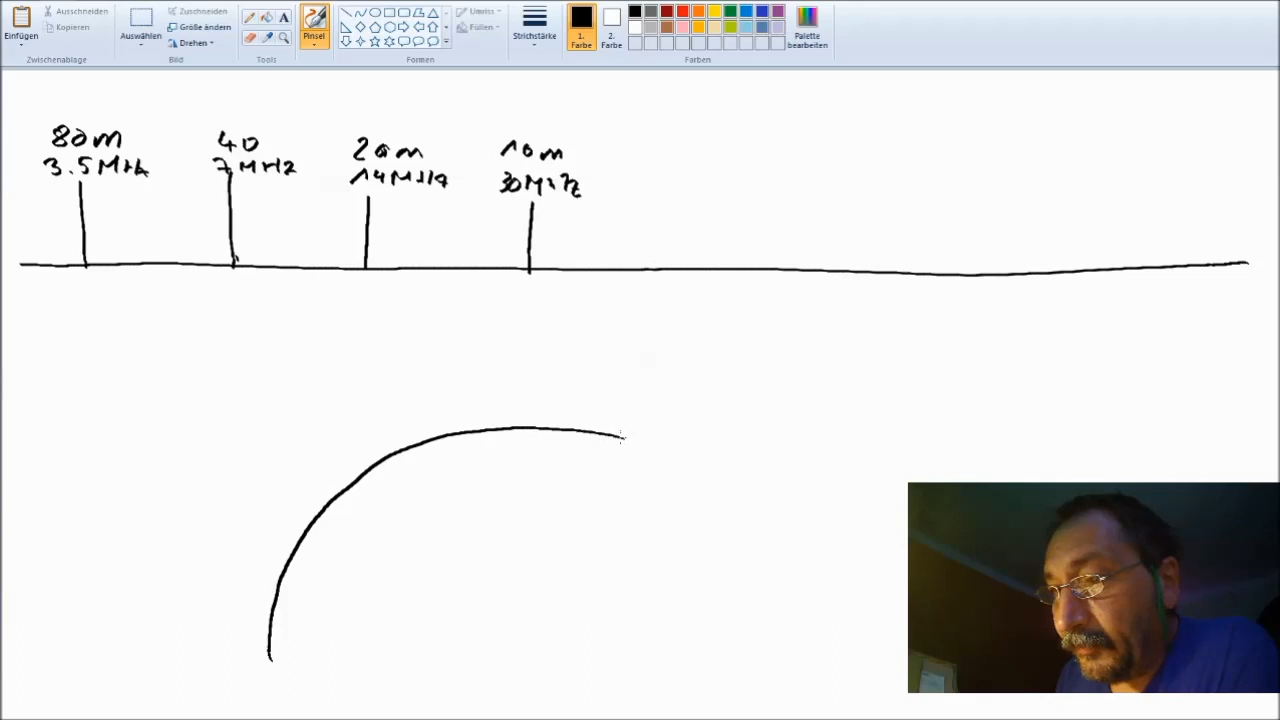 Einfügen
Ausschneiden
Kopieren
Zwischenablage
Auswählen
Zuschneiden
Größe ändern
Drehen
Bild
A
Tools
Pinsel
Formen
Umriss
Füllen
Strichstärke
1.
Farbe
2.
Farbe
Palette
bearbeiten
Farben
80m
3.5MHz
40
7MHz
20m
14MHz
10m
30MHz